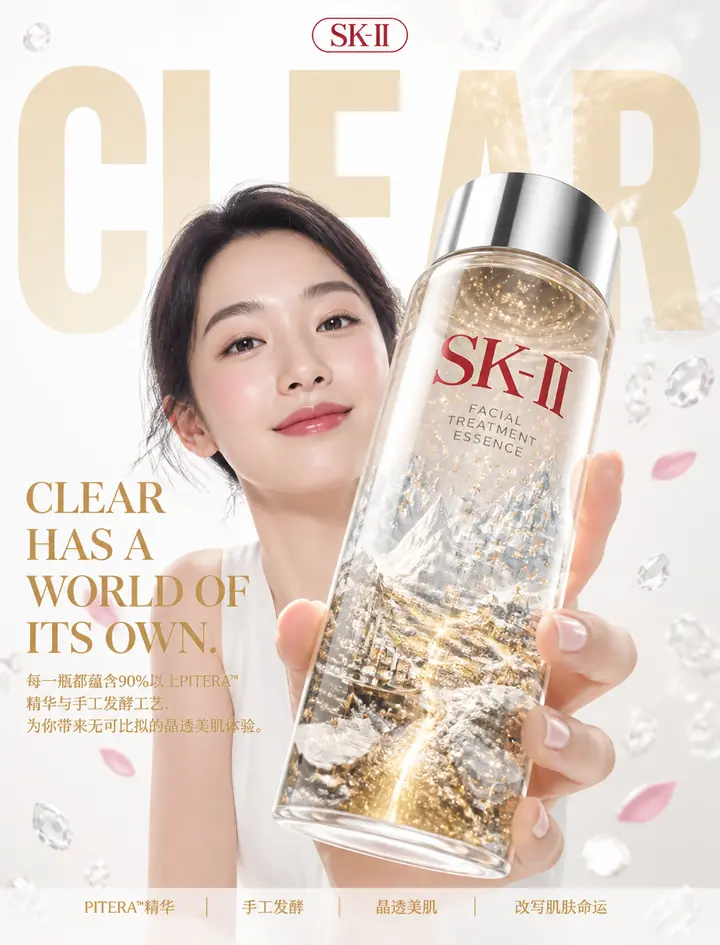 SK-II
CLEAR
SK-II
FACIAL
TREATMENT
ESSENCE
CLEAR
HAS A
WORLD OF
ITS OWN.
每一瓶都蕴含90%以上PITERA™
精华与手工发酵工艺,
为你带来无可比拟的晶透美肌体验。
PITERA™精华 | 手工发酵 | 晶透美肌 | 改写肌肤命运